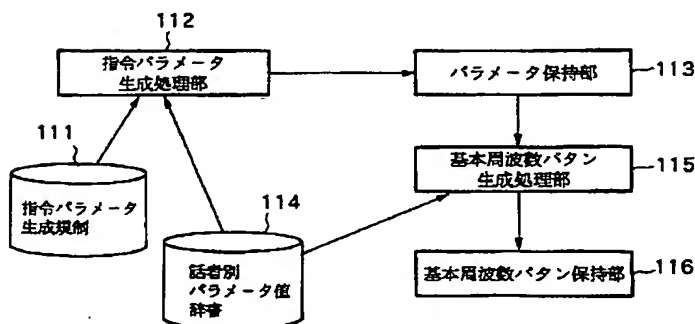 112
指令パラメータ
生成処理部
パラメータ保持部
113
111
指令パラメータ
生成規則
114
話者別
パラメータ値
辞書
基本周波数パタン
生成処理部
115
基本周波数パタン保持部
116